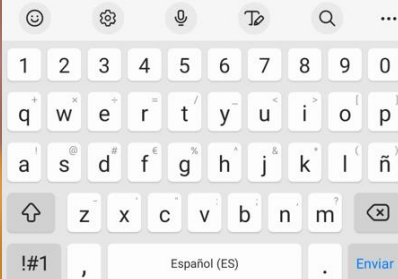 1 2 3 4 5 6 7 8 9 0
q w e r t y u i o p
a s d f g h j k l ñ
z x c v b n m
!#1 , Español (ES) . Enviar